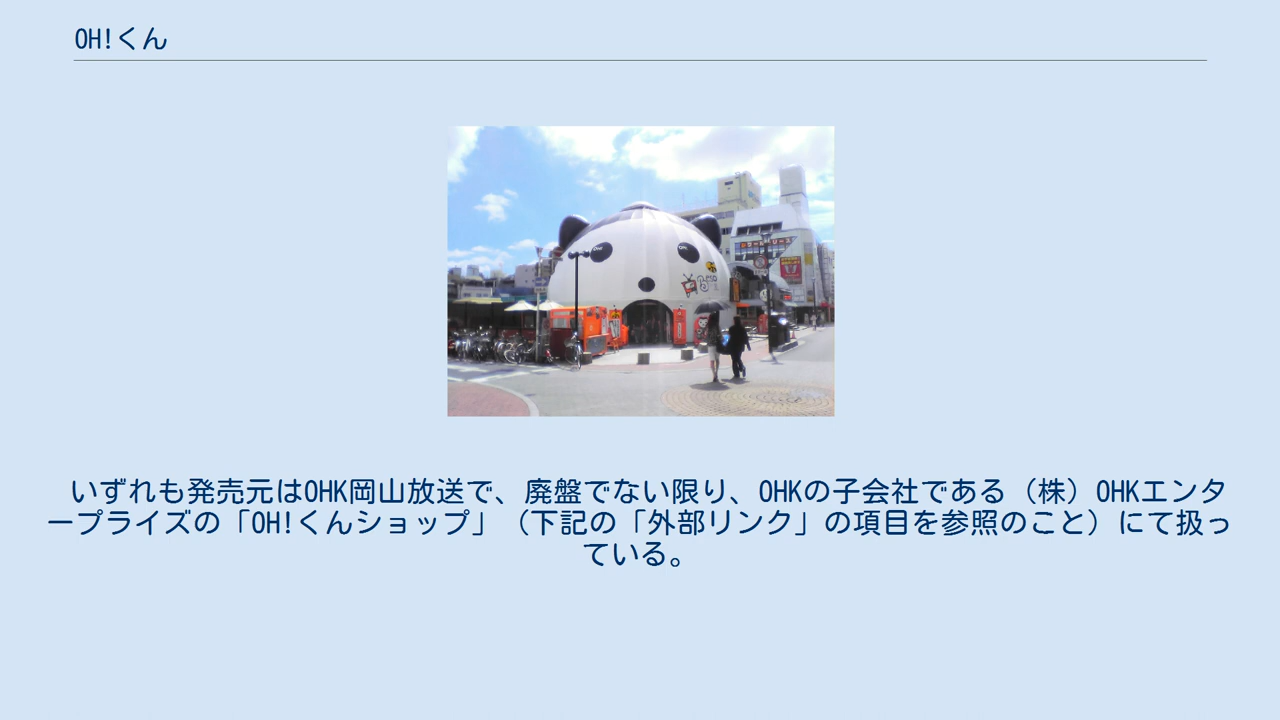 OH!くん
いずれも発売元はOHK岡山放送で、廃盤でない限り、OHKの子会社である（株）OHKエンタ
ープライズの「OH!くんショップ」（下記の「外部リンク」の項目を参照のこと）にて扱っ
ている。